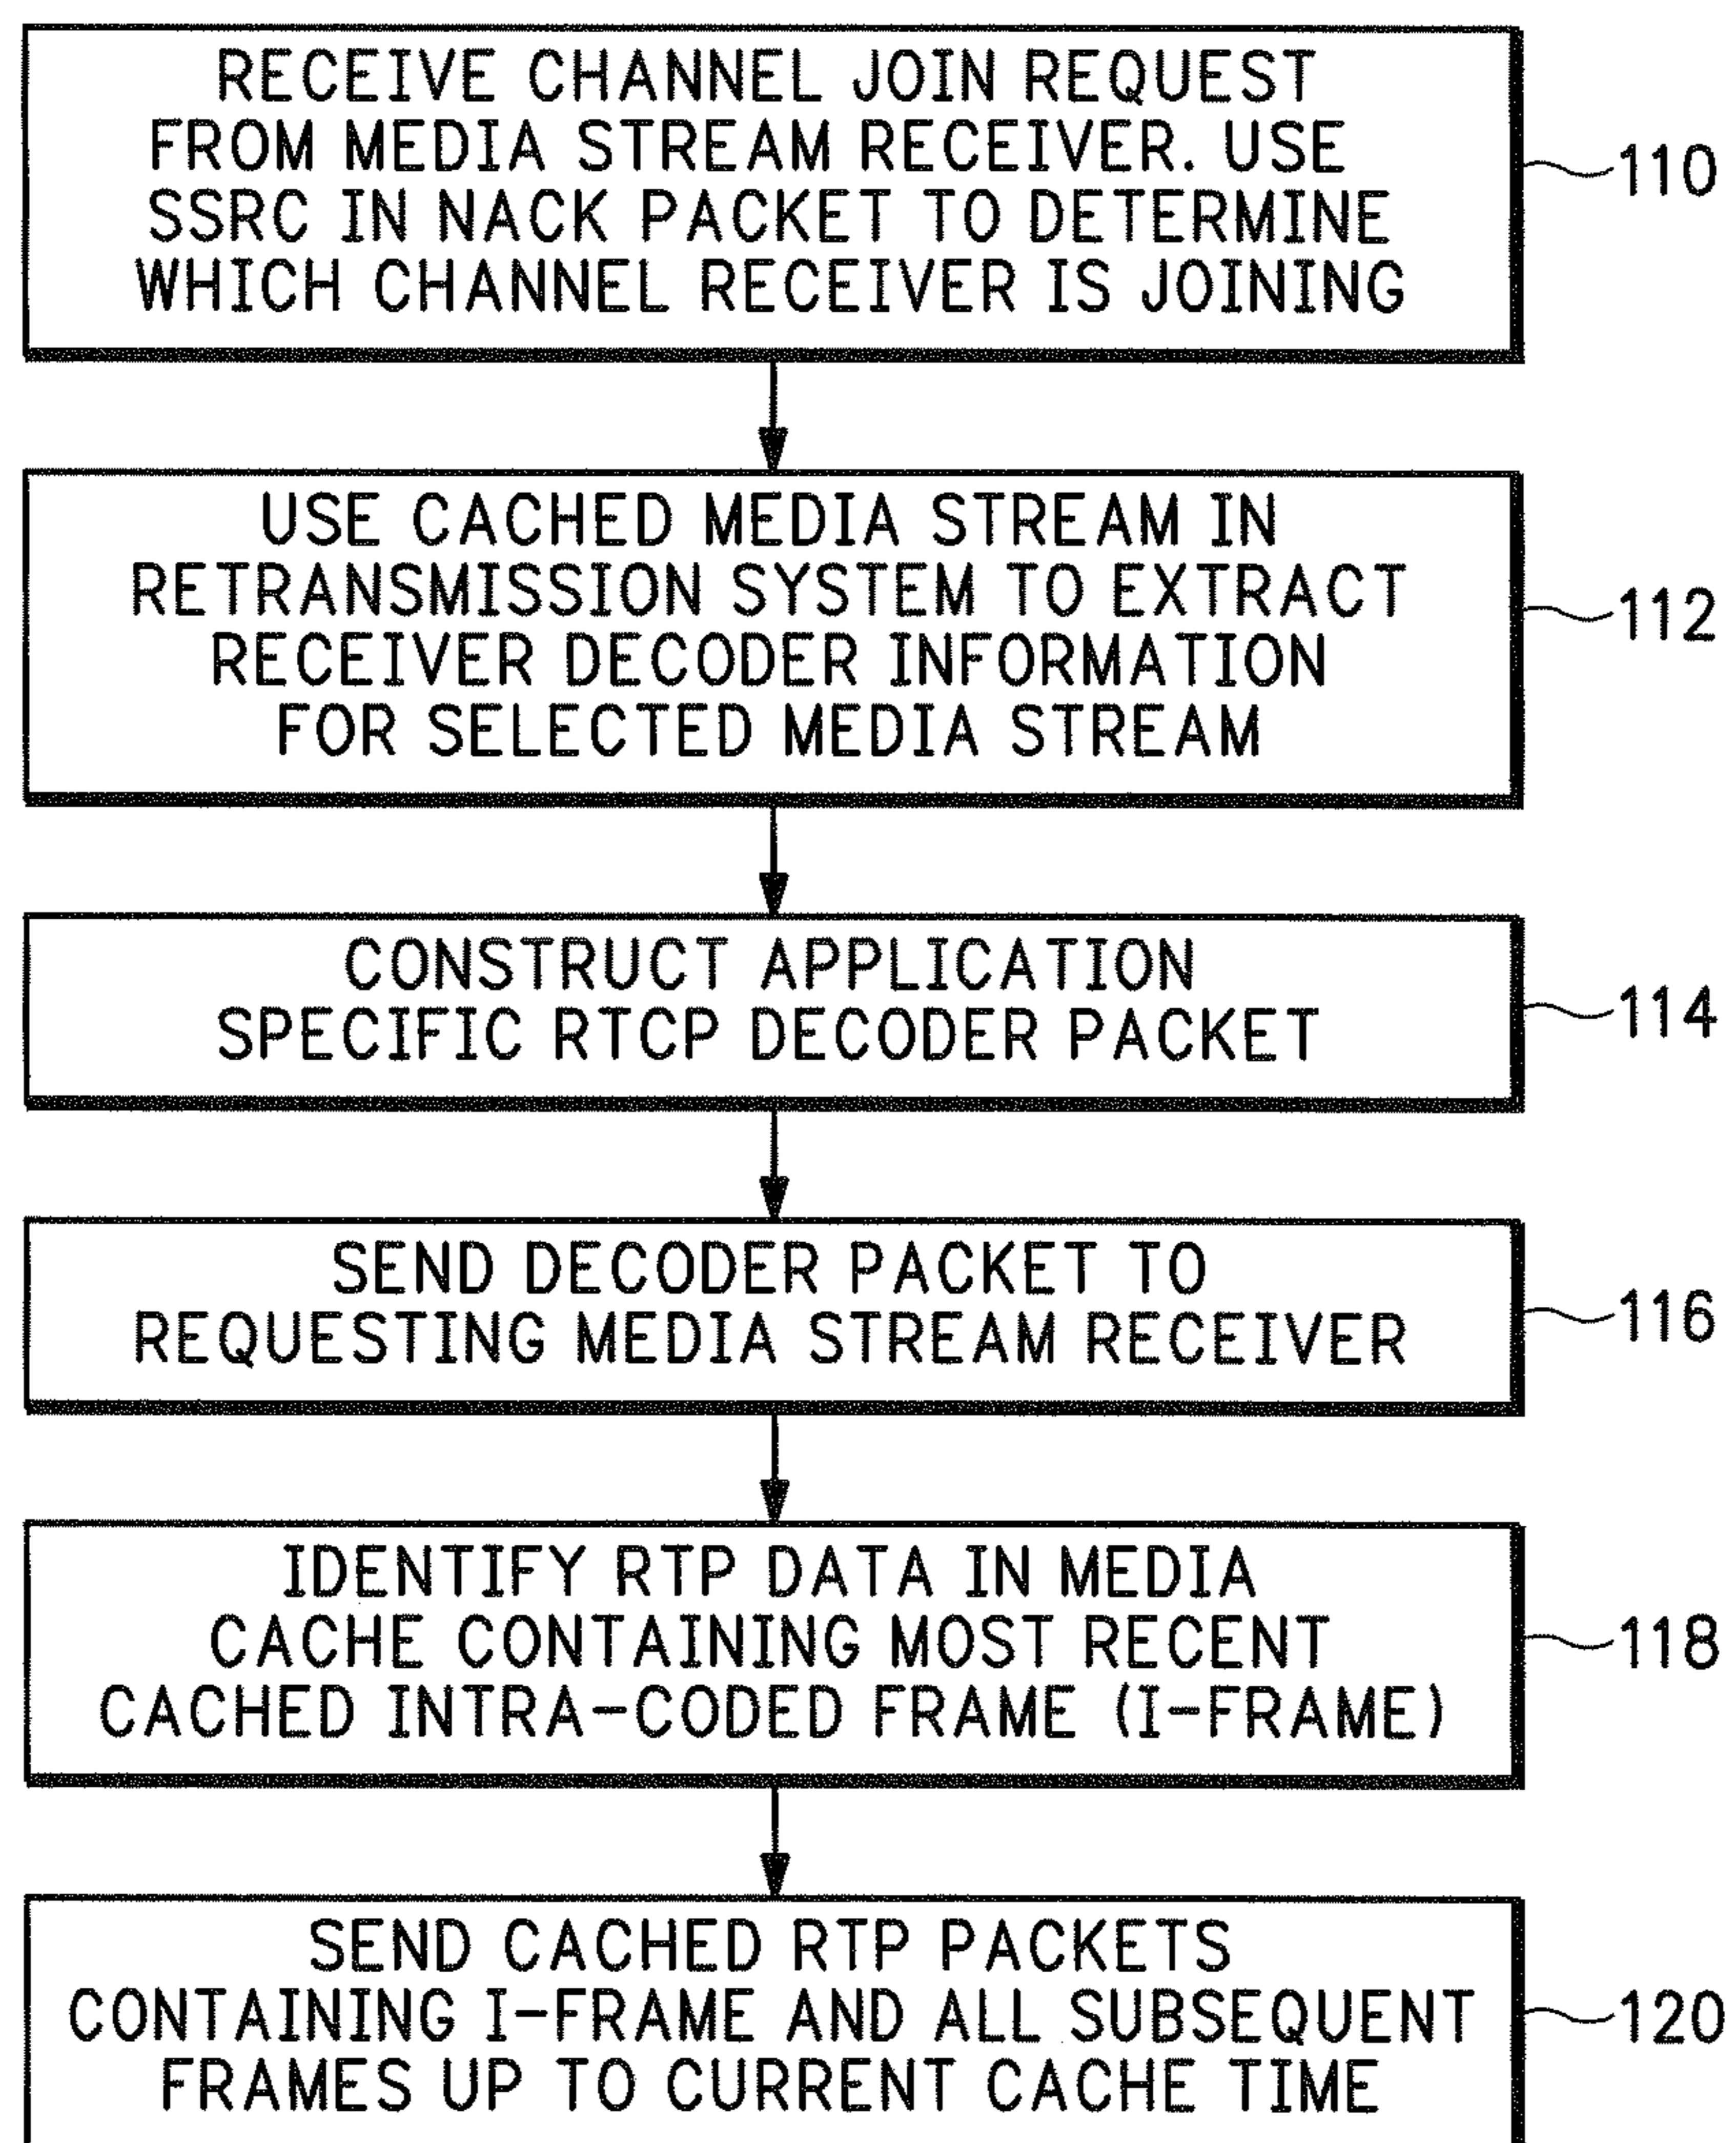 RECEIVE CHANNEL JOIN REQUEST
FROM MEDIA STREAM RECEIVER. USE
SSRC IN NACK PACKET TO DETERMINE
WHICH CHANNEL RECEIVER IS JOINING
110
USE CACHED MEDIA STREAM IN
RETRANSMISSION SYSTEM TO EXTRACT
RECEIVER DECODER INFORMATION
FOR SELECTED MEDIA STREAM
112
CONSTRUCT APPLICATION
SPECIFIC RTCP DECODER PACKET
114
SEND DECODER PACKET TO
REQUESTING MEDIA STREAM RECEIVER
116
IDENTIFY RTP DATA IN MEDIA
CACHE CONTAINING MOST RECENT
CACHED INTRA-CODED FRAME (I-FRAME)
118
SEND CACHED RTP PACKETS
CONTAINING I-FRAME AND ALL SUBSEQUENT
FRAMES UP TO CURRENT CACHE TIME
120